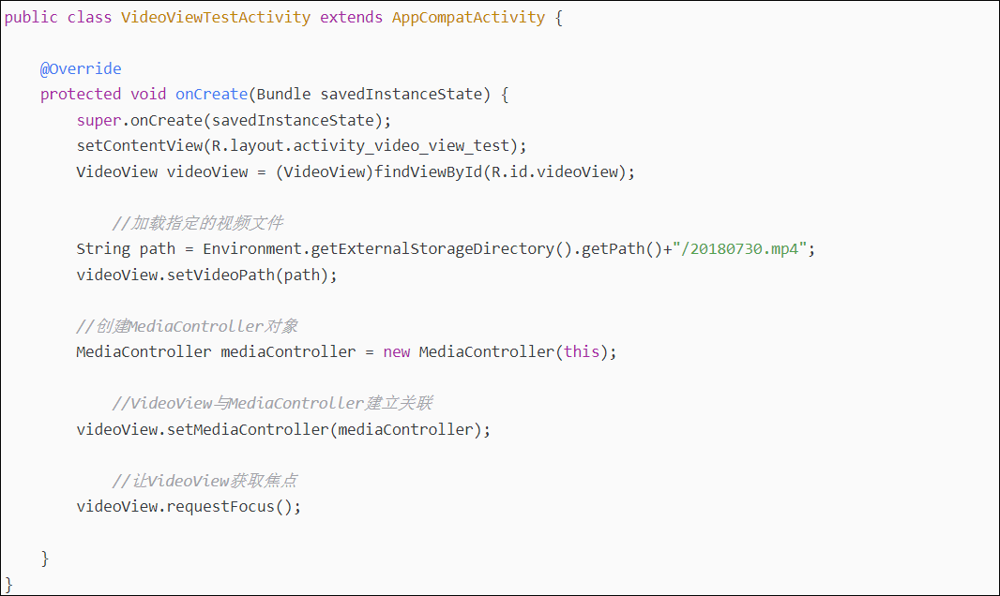 public class VideoViewTestActivity extends AppCompatActivity {
@Override
protected void onCreate(Bundle savedInstanceState) {
super.onCreate(savedInstanceState);
setContentView(R.layout.activity_video_view_test);
VideoView videoView = (VideoView)findViewById(R.id.videoView);
//加载指定的视频文件
String path = Environment.getExternalStorageDirectory().getPath()+"/20180730.mp4";
videoView.setVideoPath(path);
//创建MediaController对象
MediaController mediaController = new MediaController(this);
//VideoView与MediaController建立关联
videoView.setMediaController(mediaController);
//让VideoView获取焦点
videoView.requestFocus();
}
}